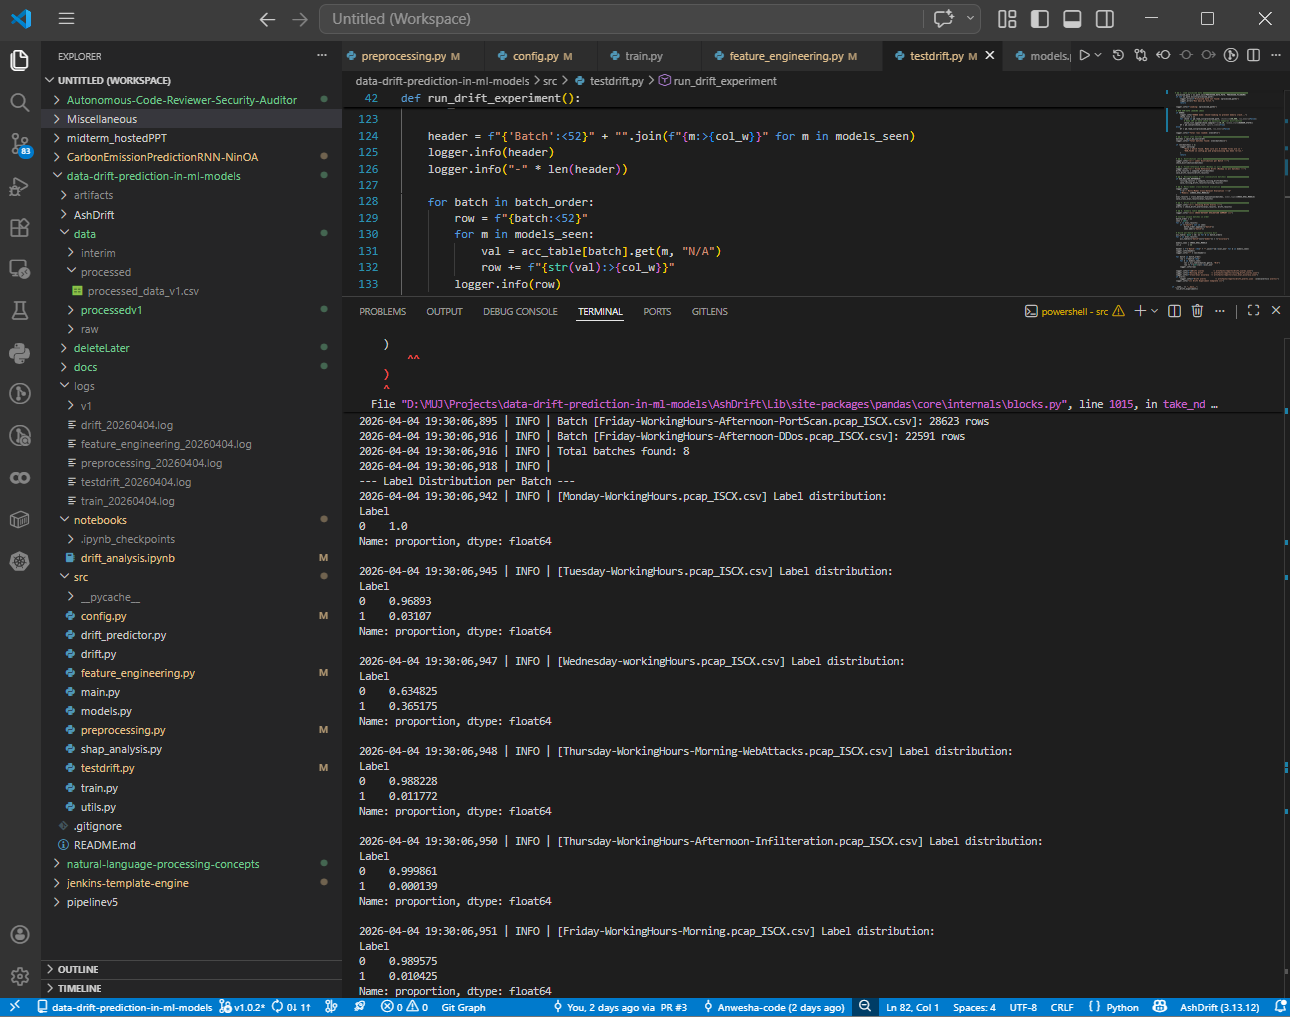 Untitled (Workspace)
EXPLORER
UNTITLED (WORKSPACE)
Autonomous-Code-Reviewer-Security-Auditor
Miscellaneous
midterm_hostedPPT
CarbonEmissionPredictionRNN-NinOA
data-drift-prediction-in-ml-models
artifacts
AshDrift
data
interim
processed
processed_data_v1.csv
processedv1
raw
deleteLater
docs
logs
v1
drift_20260404.log
feature_engineering_20260404.log
preprocessing_20260404.log
testdrift_20260404.log
train_20260404.log
notebooks
.ipynb_checkpoints
drift_analysis.ipynb M
src
__pycache__
config.py M
drift_predictor.py
drift.py
feature_engineering.py M
main.py
models.py
preprocessing.py M
shap_analysis.py
testdrift.py M
train.py
utils.py
.gitignore
README.md
natural-language-processing-concepts
jenkins-template-engine
pipelinev5
OUTLINE
TIMELINE
83
preprocessing.py M config.py M train.py feature_engineering.py M testdrift.py M models.
data-drift-prediction-in-ml-models > src > testdrift.py > run_drift_experiment
42 def run_drift_experiment():
123
124 header = f"{'Batch':<52}" + "".join(f"{m:>{col_w}}" for m in models_seen)
125 logger.info(header)
126 logger.info("-" * len(header))
127
128 for batch in batch_order:
129 row = f"{batch:<52}"
130 for m in models_seen:
131 val = acc_table[batch].get(m, "N/A")
132 row += f"{str(val):>{col_w}}"
133 logger.info(row)
PROBLEMS OUTPUT DEBUG CONSOLE TERMINAL PORTS GITLENS
powershell - src
)
^^
)
^
File "D:\MUJ\Projects\data-drift-prediction-in-ml-models\AshDrift\Lib\site-packages\pandas\core\internals\blocks.py", line 1015, in take_nd …
2026-04-04 19:30:06,895 | INFO | Batch [Friday-WorkingHours-Afternoon-PortScan.pcap_ISCX.csv]: 28623 rows
2026-04-04 19:30:06,916 | INFO | Batch [Friday-WorkingHours-Afternoon-DDos.pcap_ISCX.csv]: 22591 rows
2026-04-04 19:30:06,916 | INFO | Total batches found: 8
2026-04-04 19:30:06,918 | INFO |
--- Label Distribution per Batch ---
2026-04-04 19:30:06,942 | INFO | [Monday-WorkingHours.pcap_ISCX.csv] Label distribution:
Label
0 1.0
Name: proportion, dtype: float64
2026-04-04 19:30:06,945 | INFO | [Tuesday-WorkingHours.pcap_ISCX.csv] Label distribution:
Label
0 0.96893
1 0.03107
Name: proportion, dtype: float64
2026-04-04 19:30:06,947 | INFO | [Wednesday-workingHours.pcap_ISCX.csv] Label distribution:
Label
0 0.634825
1 0.365175
Name: proportion, dtype: float64
2026-04-04 19:30:06,948 | INFO | [Thursday-WorkingHours-Morning-WebAttacks.pcap_ISCX.csv] Label distribution:
Label
0 0.988228
1 0.011772
Name: proportion, dtype: float64
2026-04-04 19:30:06,950 | INFO | [Thursday-WorkingHours-Afternoon-Infilteration.pcap_ISCX.csv] Label distribution:
Label
0 0.999861
1 0.000139
Name: proportion, dtype: float64
2026-04-04 19:30:06,951 | INFO | [Friday-WorkingHours-Morning.pcap_ISCX.csv] Label distribution:
Label
0 0.989575
1 0.010425
Name: proportion, dtype: float64
data-drift-prediction-in-ml-models v1.0.2* 0↓ 1↑ 0 0 Git Graph You, 2 days ago via PR #3 Anwesha-code (2 days ago) Ln 82, Col 1 Spaces: 4 UTF-8 CRLF { } Python AshDrift (3.13.12)